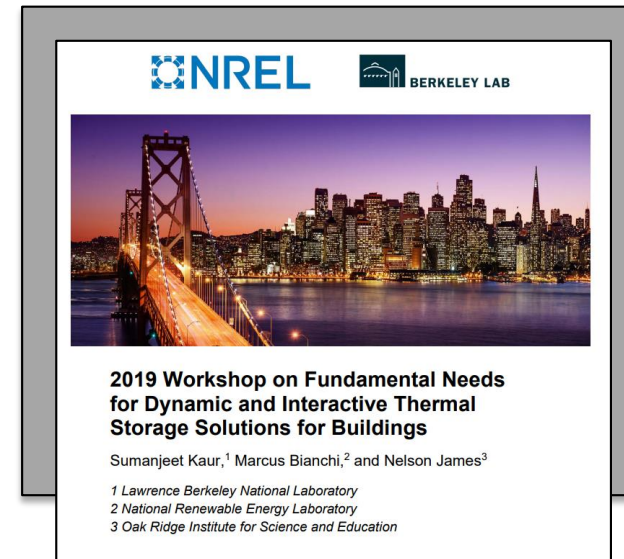 NREL
BERKELEY LAB
2019 Workshop on Fundamental Needs
for Dynamic and Interactive Thermal
Storage Solutions for Buildings
Sumanjeet Kaur,1 Marcus Bianchi,2 and Nelson James3
1 Lawrence Berkeley National Laboratory
2 National Renewable Energy Laboratory
3 Oak Ridge Institute for Science and Education